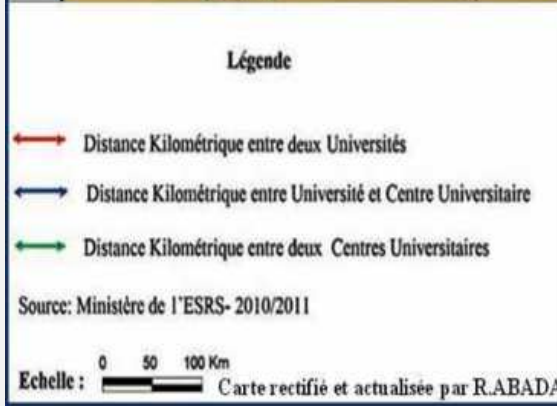 Légende
Distance Kilométrique entre deux Universités
Distance Kilométrique entre Université et Centre Universitaire
Distance Kilométrique entre deux Centres Universitaires
Source: Ministère de l'ESRS- 2010/2011
0 50 100 Km
Echelle : Carte rectifié et actualisée par R.ABADA